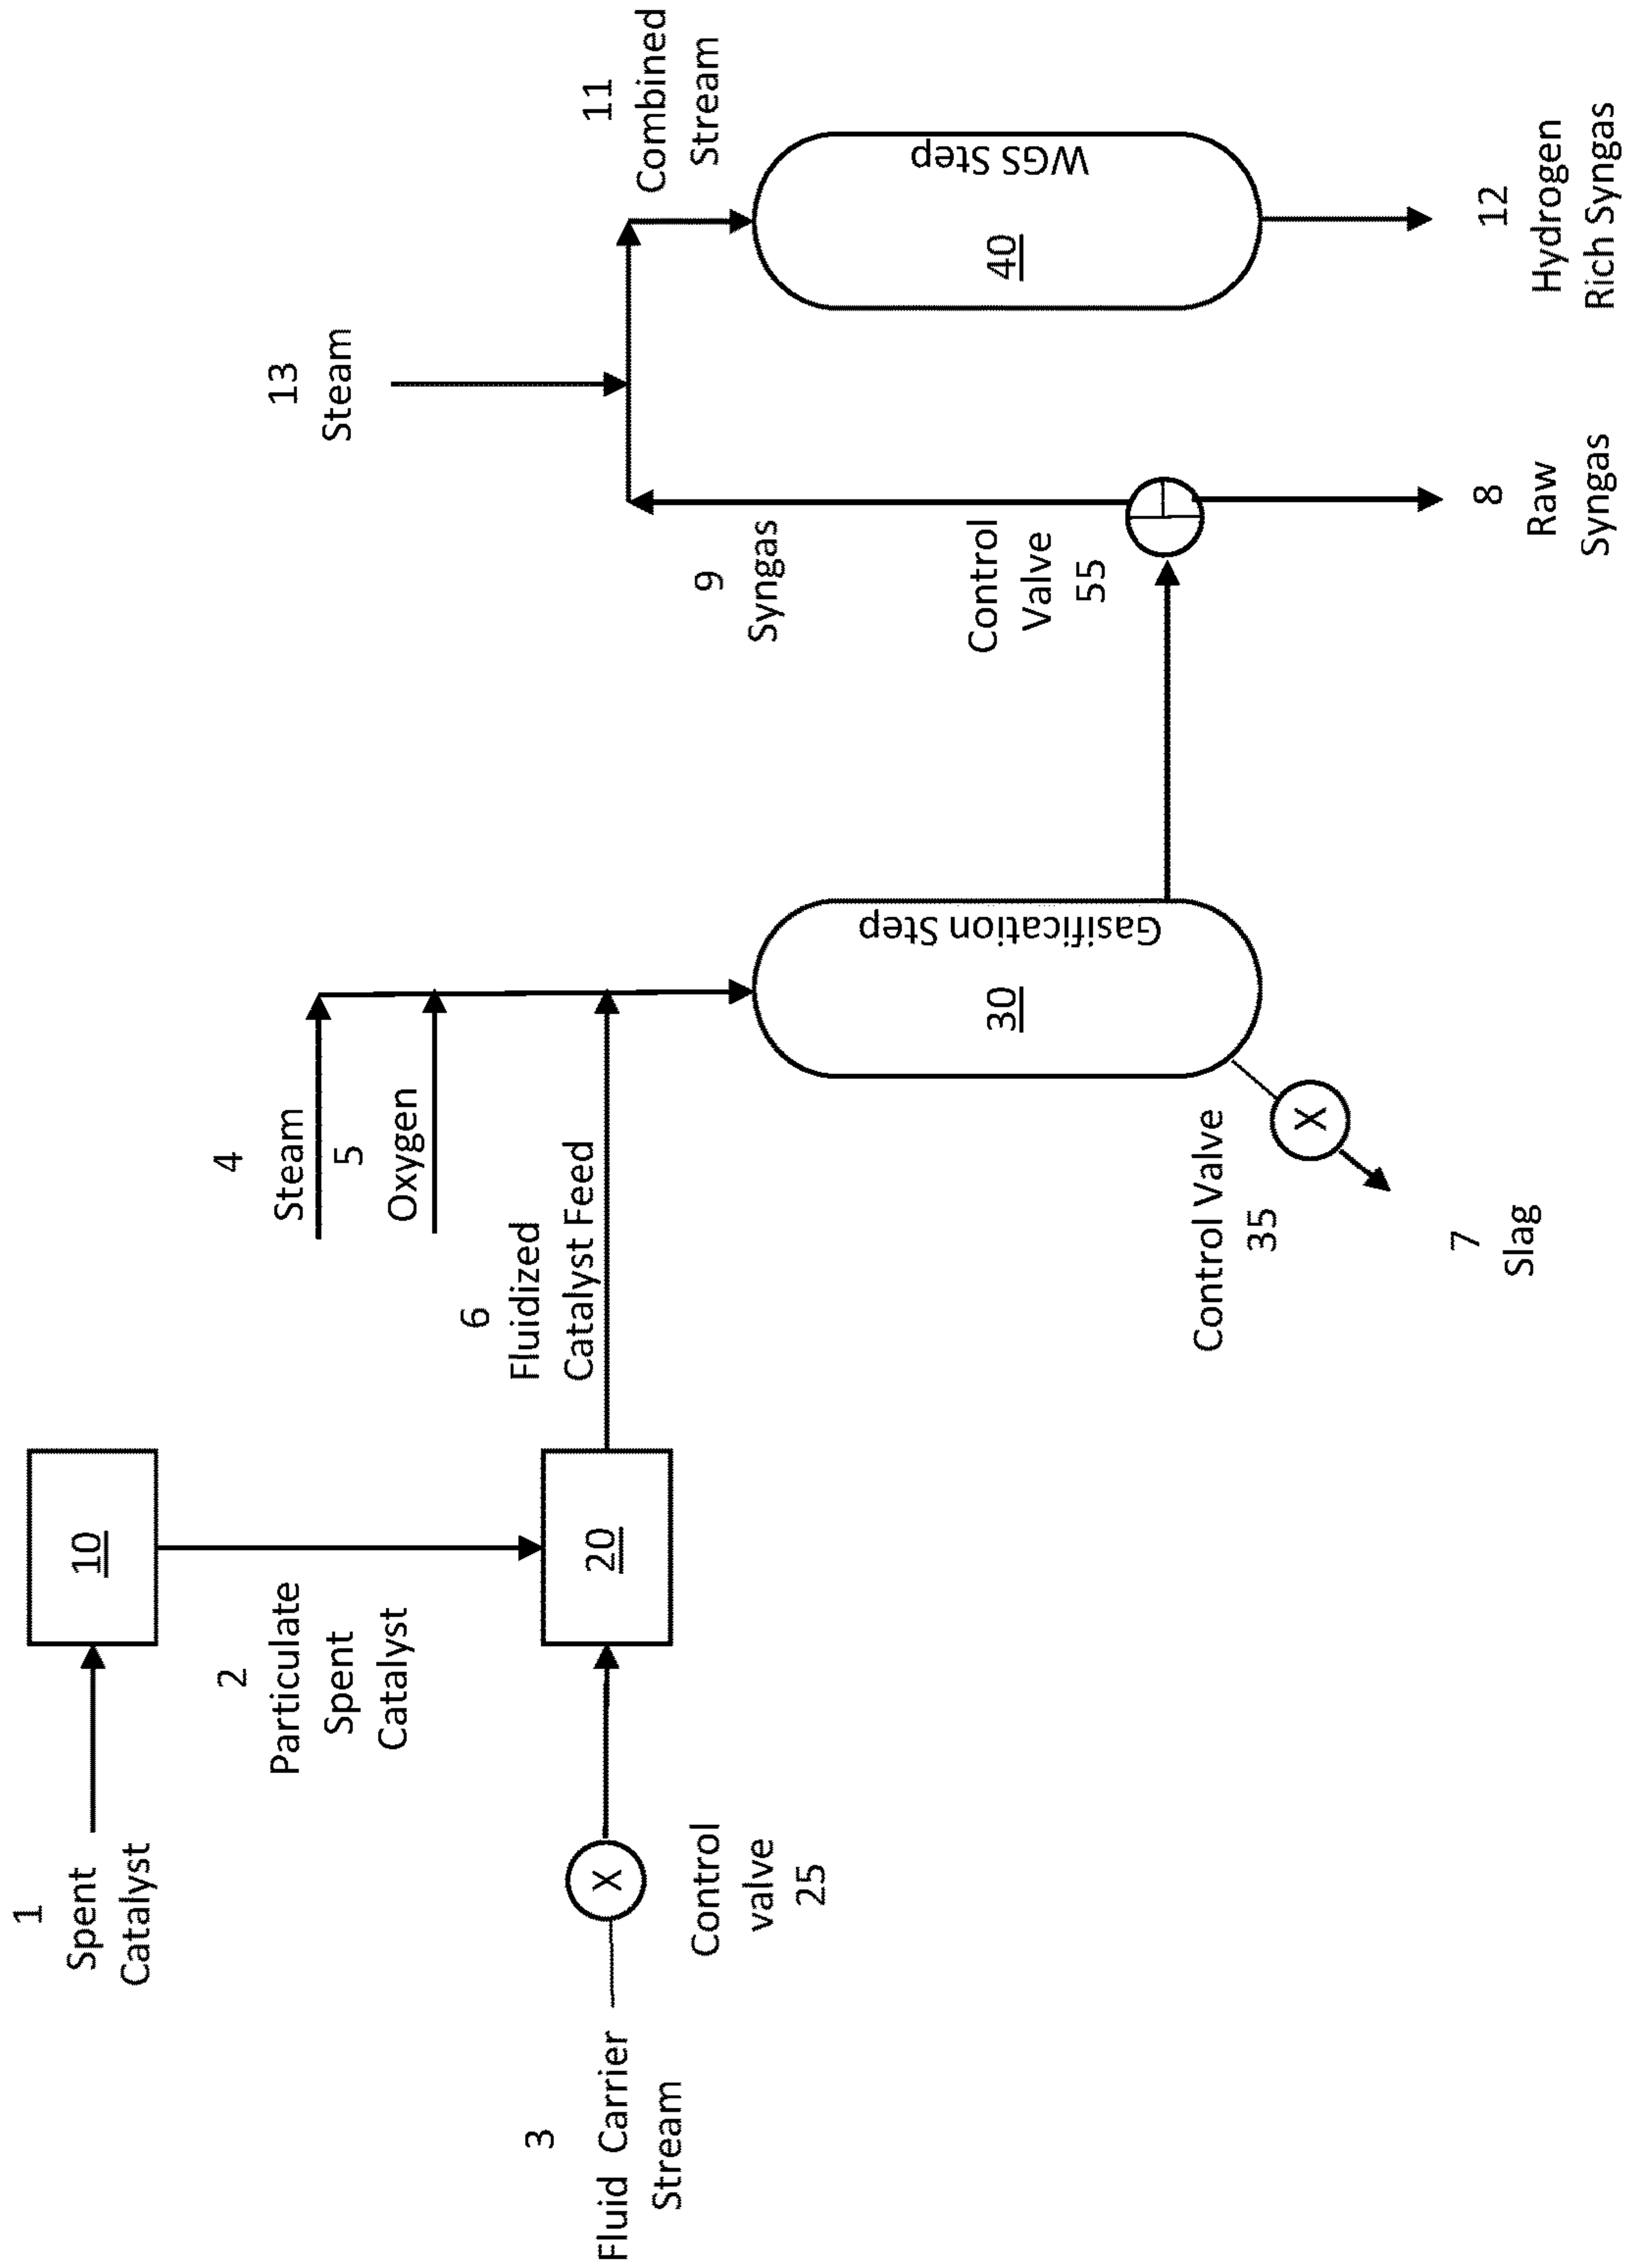 1
Spent
Catalyst
10
2
Particulate
Spent
Catalyst
3
Fluid Carrier
Stream
X
Control
valve
25
20
4
Steam
5
Oxygen
6
Fluidized
Catalyst Feed
30
Gasification Step
Control Valve
35
X
7
Slag
13
Steam
9
Syngas
Control
Valve
55
8
Raw
Syngas
11
Combined
Stream
40
WGS Step
12
Hydrogen
Rich Syngas